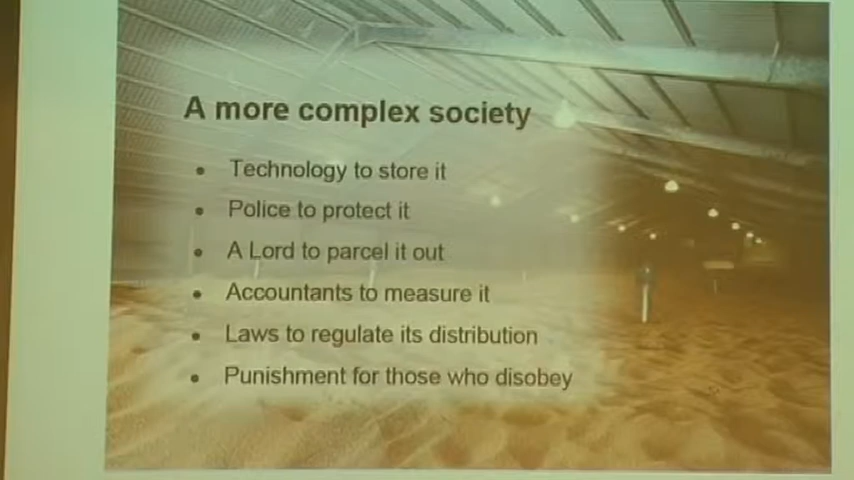 A more complex society
• Technology to store it
• Police to protect it
• A Lord to parcel it out
• Accountants to measure it
• Laws to regulate its distribution
• Punishment for those who disobey